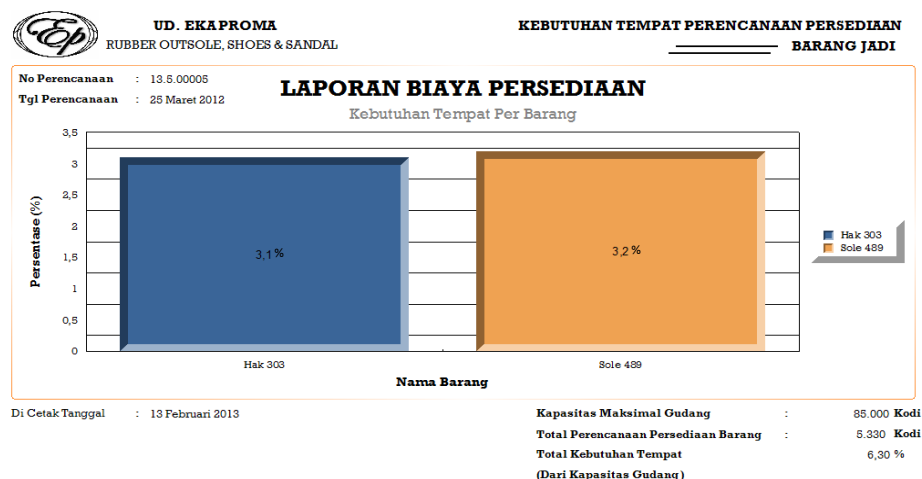 Ep
UD. EKA PROMA
RUBBER OUTSOLE, SHOES & SANDAL
KEBUTUHAN TEMPAT PERENCANAAN PERSEDIAAN
BARANG JADI
No Perencanaan : 13.5.00005
Tgl Perencanaan : 25 Maret 2012
LAPORAN BIAYA PERSEDIAAN
Kebutuhan Tempat Per Barang
Persentase (%)
3,5
3
2,5
2
1,5
1
0,5
0
3,1 %
3,2 %
Hak 303
Sole 489
Hak 303
Sole 489
Nama Barang
Di Cetak Tanggal : 13 Februari 2013
Kapasitas Maksimal Gudang : 85.000 Kodi
Total Perencanaan Persediaan Barang : 5.330 Kodi
Total Kebutuhan Tempat 6,30 %
(Dari Kapasitas Gudang)